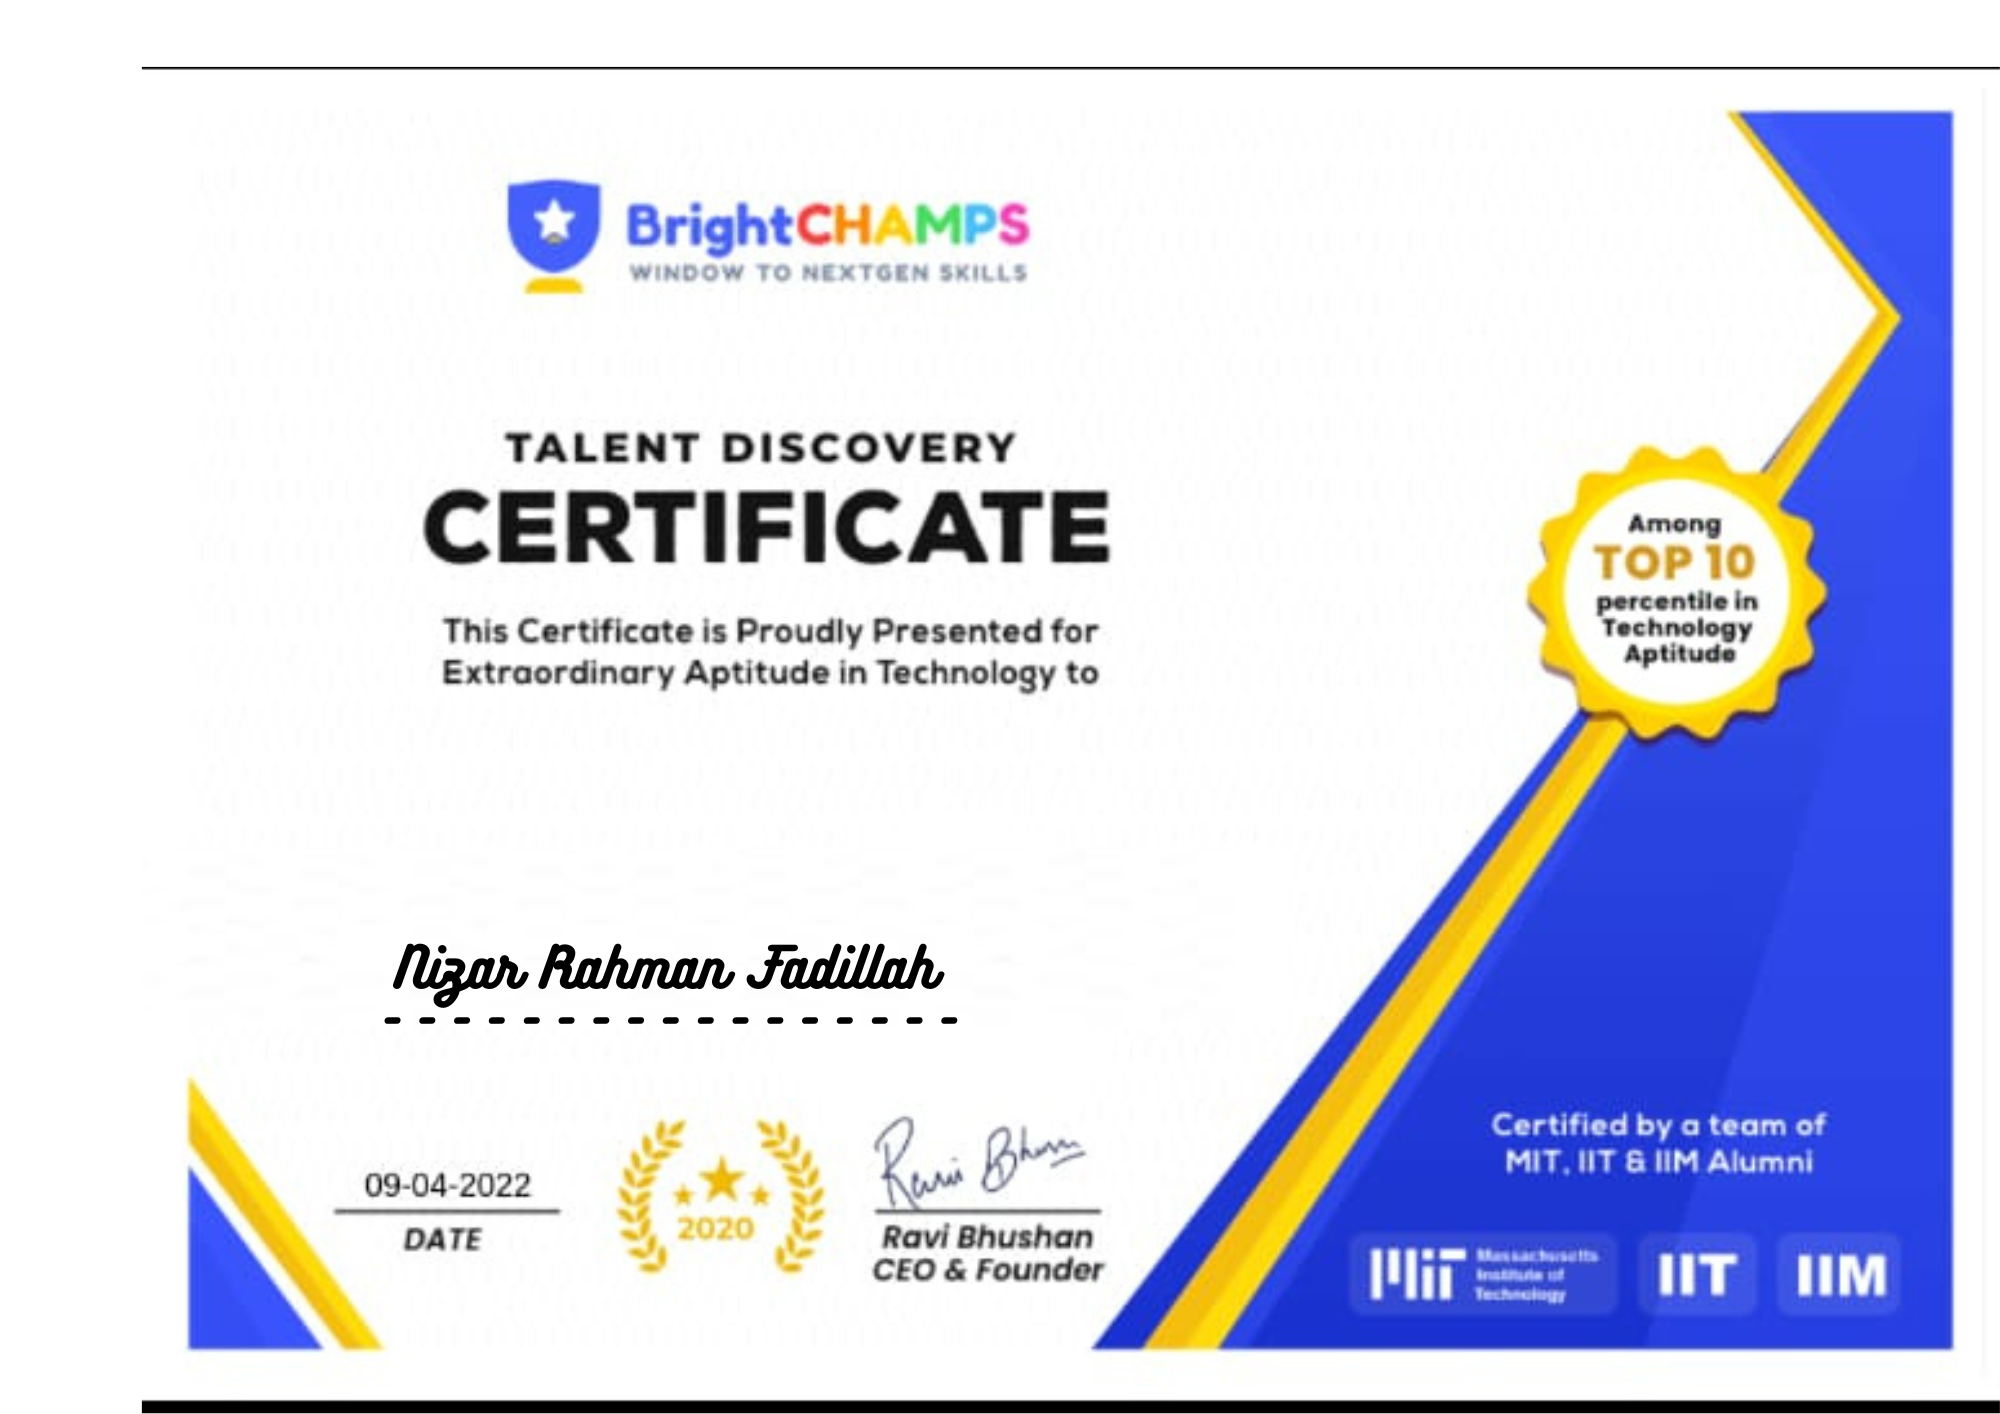 BrightCHAMPS
WINDOW TO NEXTGEN SKILLS
TALENT DISCOVERY
CERTIFICATE
This Certificate is Proudly Presented for
Extraordinary Aptitude in Technology to
Among
TOP 10
percentile in
Technology
Aptitude
Nizar Rahman Fadillah
09-04-2022
DATE
2020
Ravi Bhushan
CEO & Founder
Certified by a team of
MIT, IIT & IIM Alumni
MIT
Massachusetts
Institute of
Technology
IIT
IIM